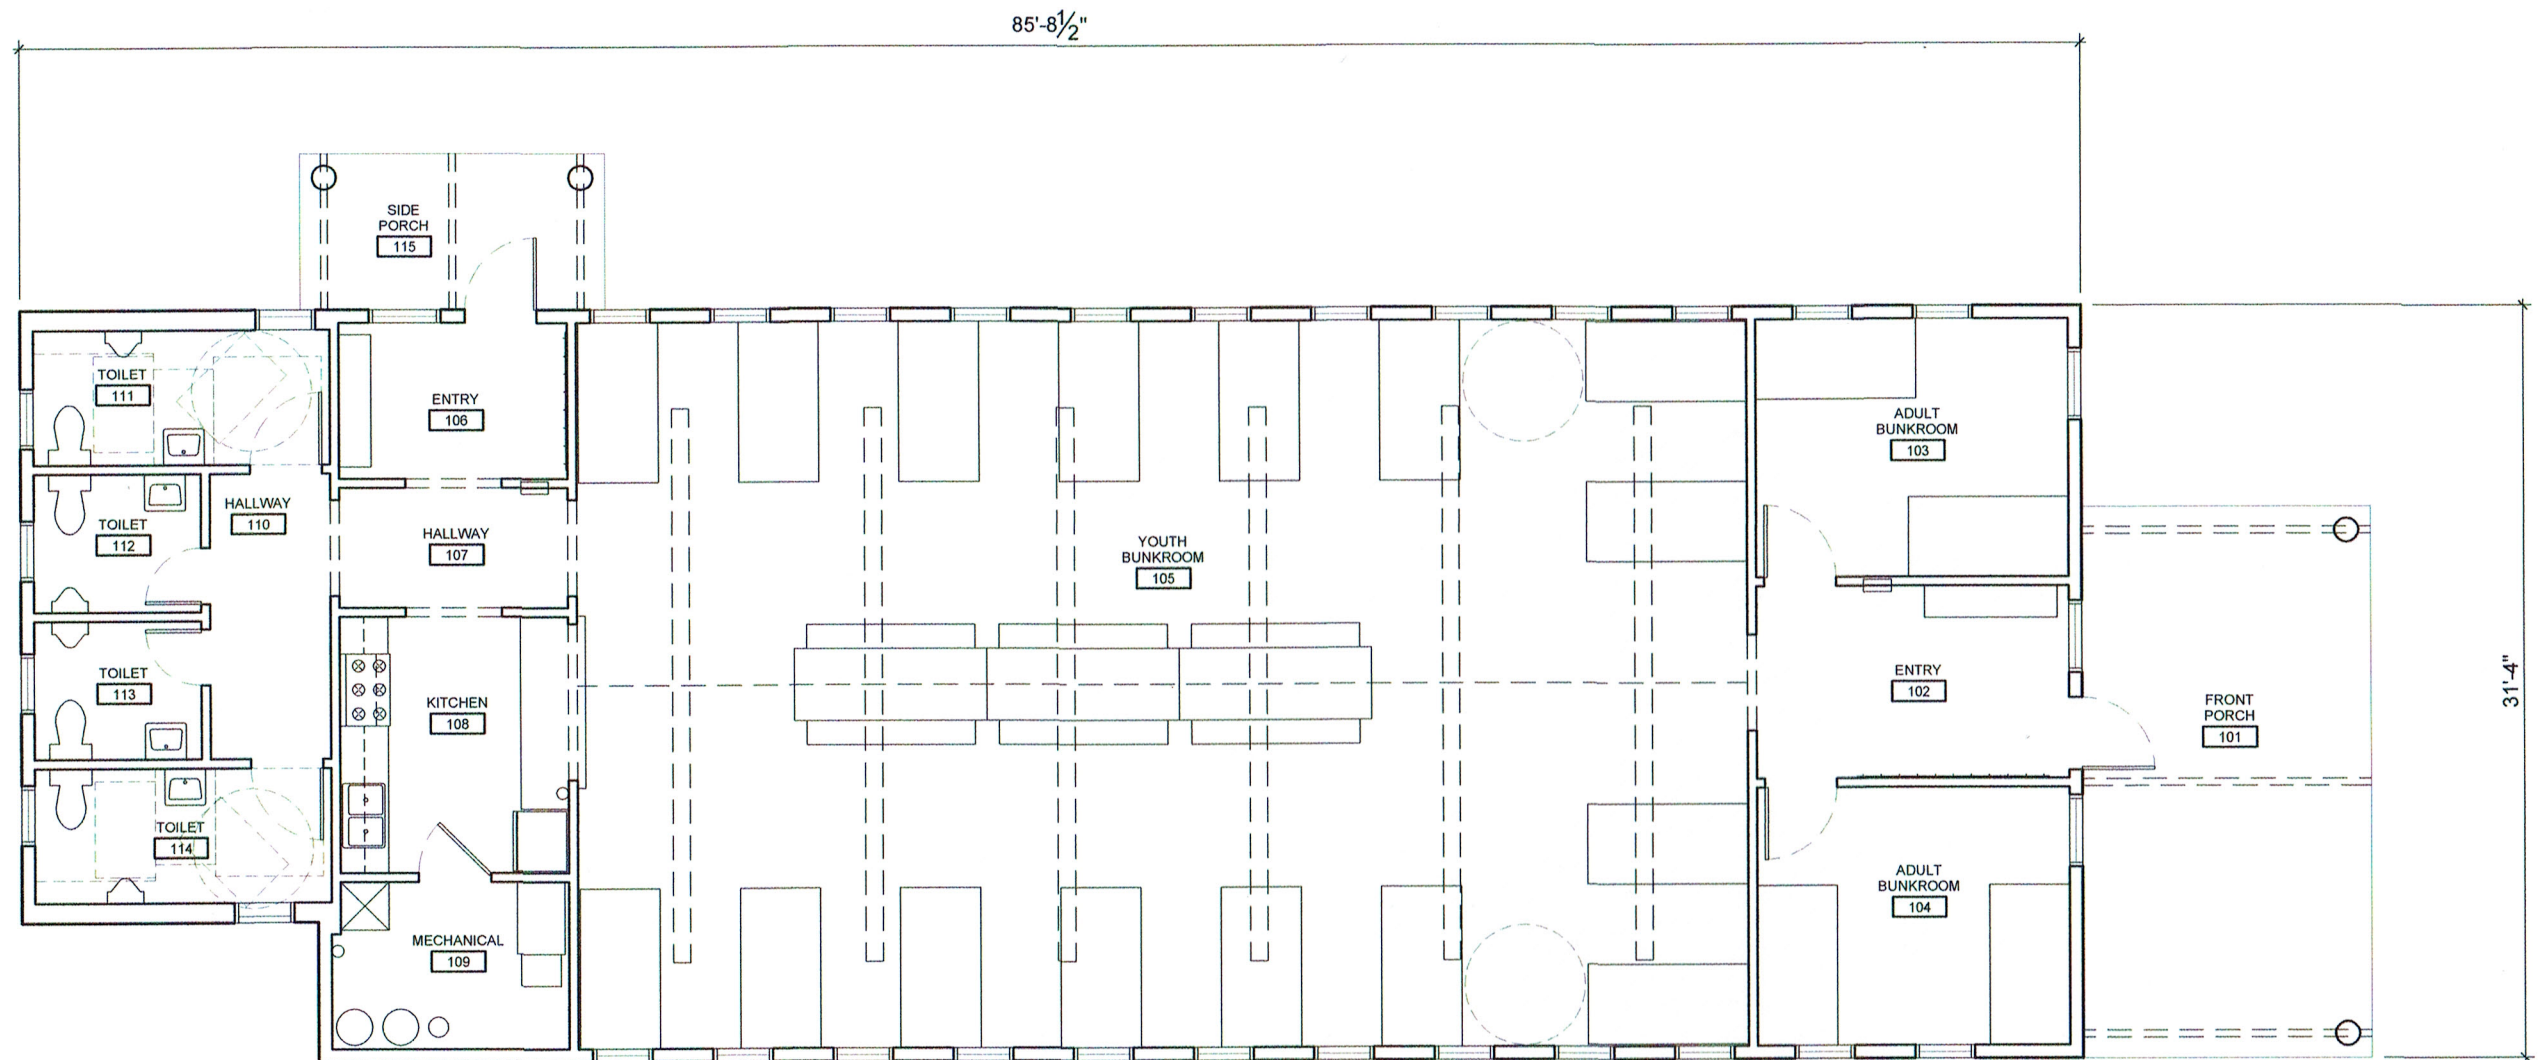 85'-8½"
SIDE
PORCH
115
TOILET
111
ENTRY
106
ADULT
BUNKROOM
103
HALLWAY
110
TOILET
112
HALLWAY
107
YOUTH
BUNKROOM
105
TOILET
113
KITCHEN
108
ENTRY
102
FRONT
PORCH
101
31'-4"
TOILET
114
ADULT
BUNKROOM
104
MECHANICAL
109